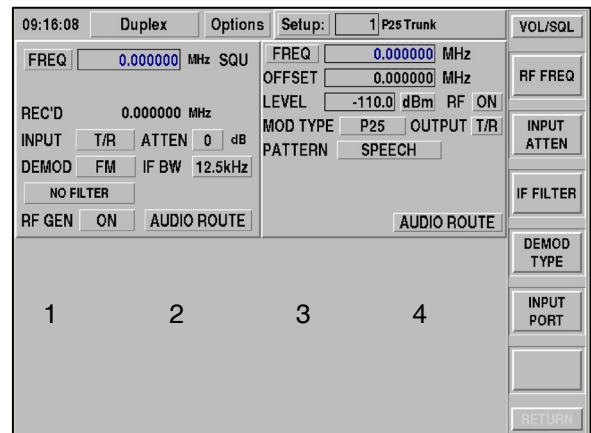 09:16:08 Duplex Options Setup: 1 P25 Trunk
FREQ 0.000000 MHz SQU
REC'D 0.000000 MHz
INPUT T/R ATTEN 0 dB
DEMOD FM IF BW 12.5kHz
NO FILTER
RF GEN ON AUDIO ROUTE
FREQ 0.000000 MHz
OFFSET 0.000000 MHz
LEVEL -110.0 dBm RF ON
MOD TYPE P25 OUTPUT T/R
PATTERN SPEECH
AUDIO ROUTE
1 2 3 4
VOL/SQL
RF FREQ
INPUT
ATTEN
IF FILTER
DEMOD
TYPE
INPUT
PORT
RETURN